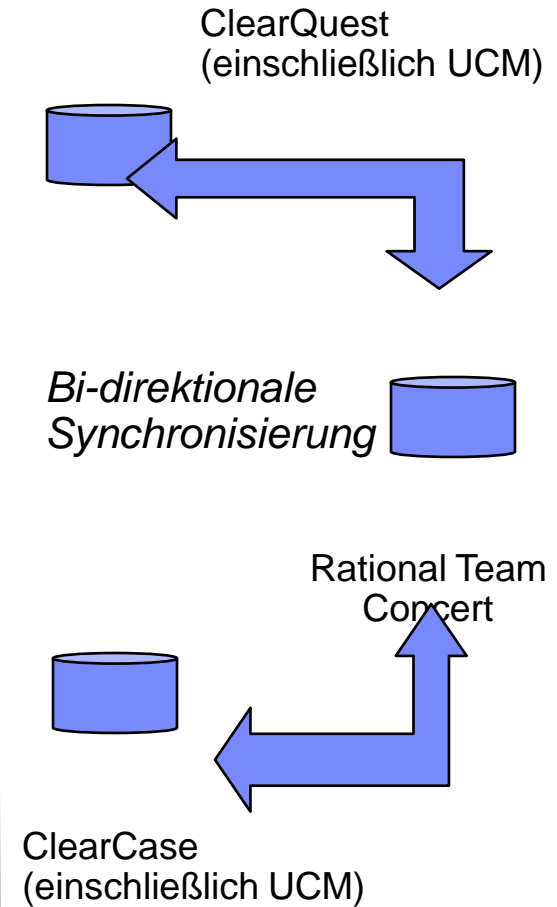 ClearQuest
(einschließlich UCM)
Bi-direktionale
Synchronisierung
Rational Team
Concert
ClearCase
(einschließlich UCM)